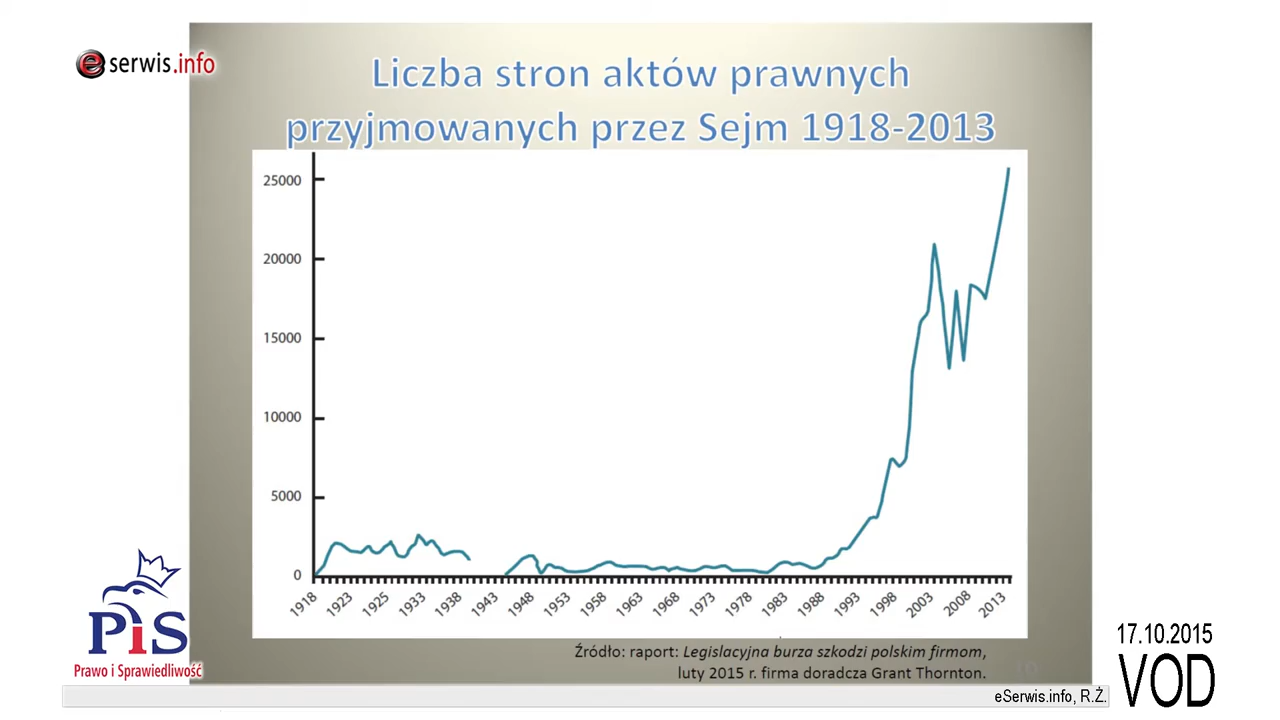 eserwis.info
Liczba stron aktów prawnych
przyjmowanych przez Sejm 1918-2013
25000
20000
15000
10000
5000
0
1918 1923 1925 1928 1933 1938 1943 1948 1953 1958 1963 1968 1973 1978 1983 1988 1993 1998 2003 2008 2013
Źródło: raport: Legislacyjna burza szkodzi polskim firmom,
luty 2015 r. firma doradcza Grant Thornton.
10
PiS
Prawo i Sprawiedliwość
17.10.2015
VOD
eSerwis.info, R.Ż.